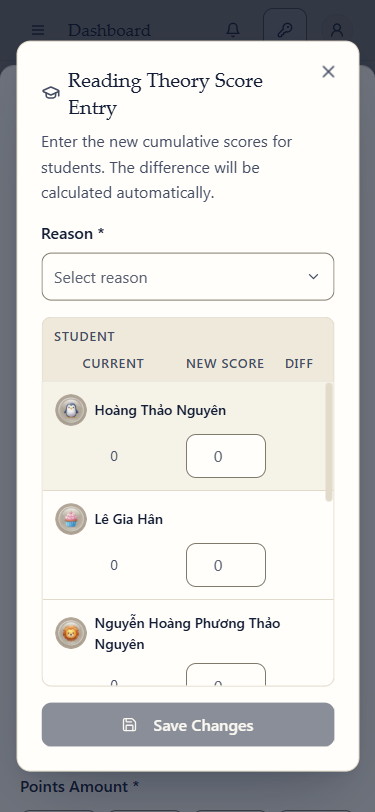 Dashboard
Reading Theory Score
Entry
Enter the new cumulative scores for
students. The difference will be
calculated automatically.
Reason *
Select reason
STUDENT
CURRENT NEW SCORE DIFF
Hoàng Thảo Nguyên
0 0
Lê Gia Hân
0 0
Nguyễn Hoàng Phương Thảo
Nguyên
0 0
Save Changes
Points Amount *